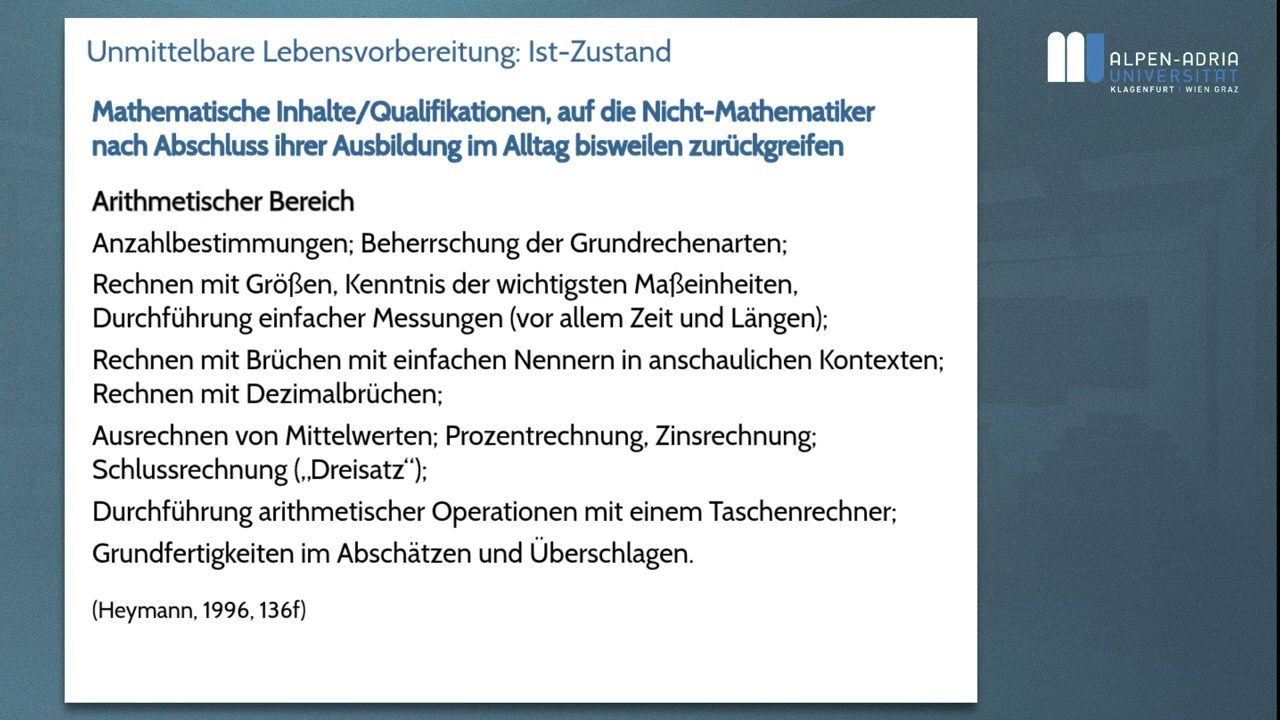 Unmittelbare Lebensvorbereitung: Ist-Zustand
Mathematische Inhalte/Qualifikationen, auf die Nicht-Mathematiker
nach Abschluss ihrer Ausbildung im Alltag bisweilen zurückgreifen
Arithmetischer Bereich
Anzahlbestimmungen; Beherrschung der Grundrechenarten;
Rechnen mit Größen, Kenntnis der wichtigsten Maßeinheiten,
Durchführung einfacher Messungen (vor allem Zeit und Längen);
Rechnen mit Brüchen mit einfachen Nennern in anschaulichen Kontexten;
Rechnen mit Dezimalbrüchen;
Ausrechnen von Mittelwerten; Prozentrechnung, Zinsrechnung;
Schlussrechnung („Dreisatz“);
Durchführung arithmetischer Operationen mit einem Taschenrechner;
Grundfertigkeiten im Abschätzen und Überschlagen.
(Heymann, 1996, 136f)
ALPEN-ADRIA
UNIVERSITÄT
KLAGENFURT | WIEN GRAZ